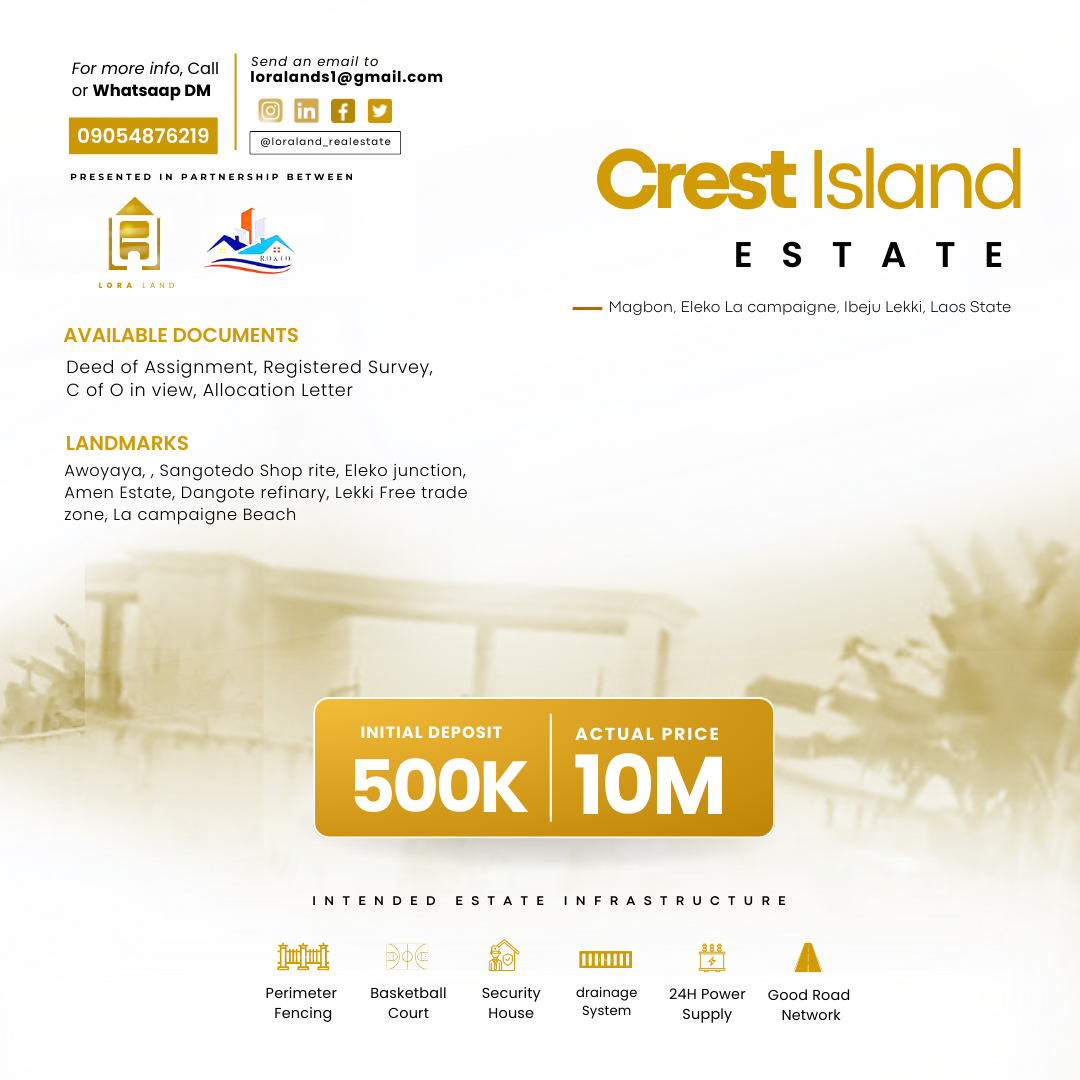 For more info, Call
or Whatsaap DM
09054876219
Send an email to
loralands1@gmail.com
@loraland_realestate
PRESENTED IN PARTNERSHIP BETWEEN
LORA LAND
R.D & CO.
Crest Island
ESTATE
Magbon, Eleko La campaigne, Ibeju Lekki, Laos State
AVAILABLE DOCUMENTS
Deed of Assignment, Registered Survey,
C of O in view, Allocation Letter
LANDMARKS
Awoyaya, , Sangotedo Shop rite, Eleko junction,
Amen Estate, Dangote refinary, Lekki Free trade
zone, La campaigne Beach
INITIAL DEPOSIT
500K
ACTUAL PRICE
10M
INTENDED ESTATE INFRASTRUCTURE
Perimeter
Fencing
Basketball
Court
Security
House
drainage
System
24H Power
Supply
Good Road
Network